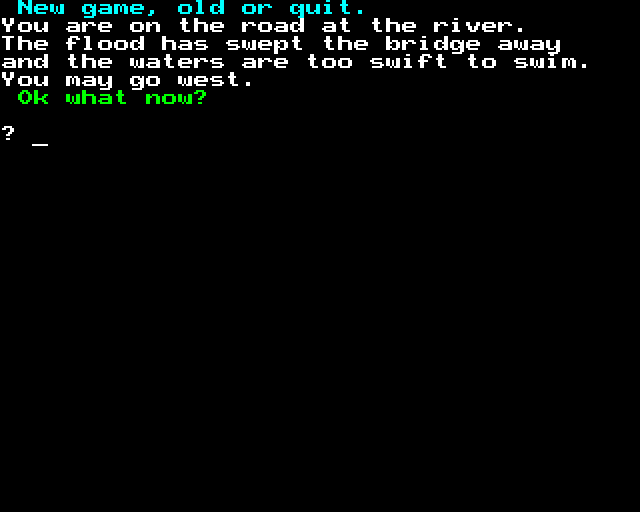 New game, old or quit.
You are on the road at the river.
The flood has swept the bridge away
and the waters are too swift to swim.
You may go west.
Ok what now?
? _